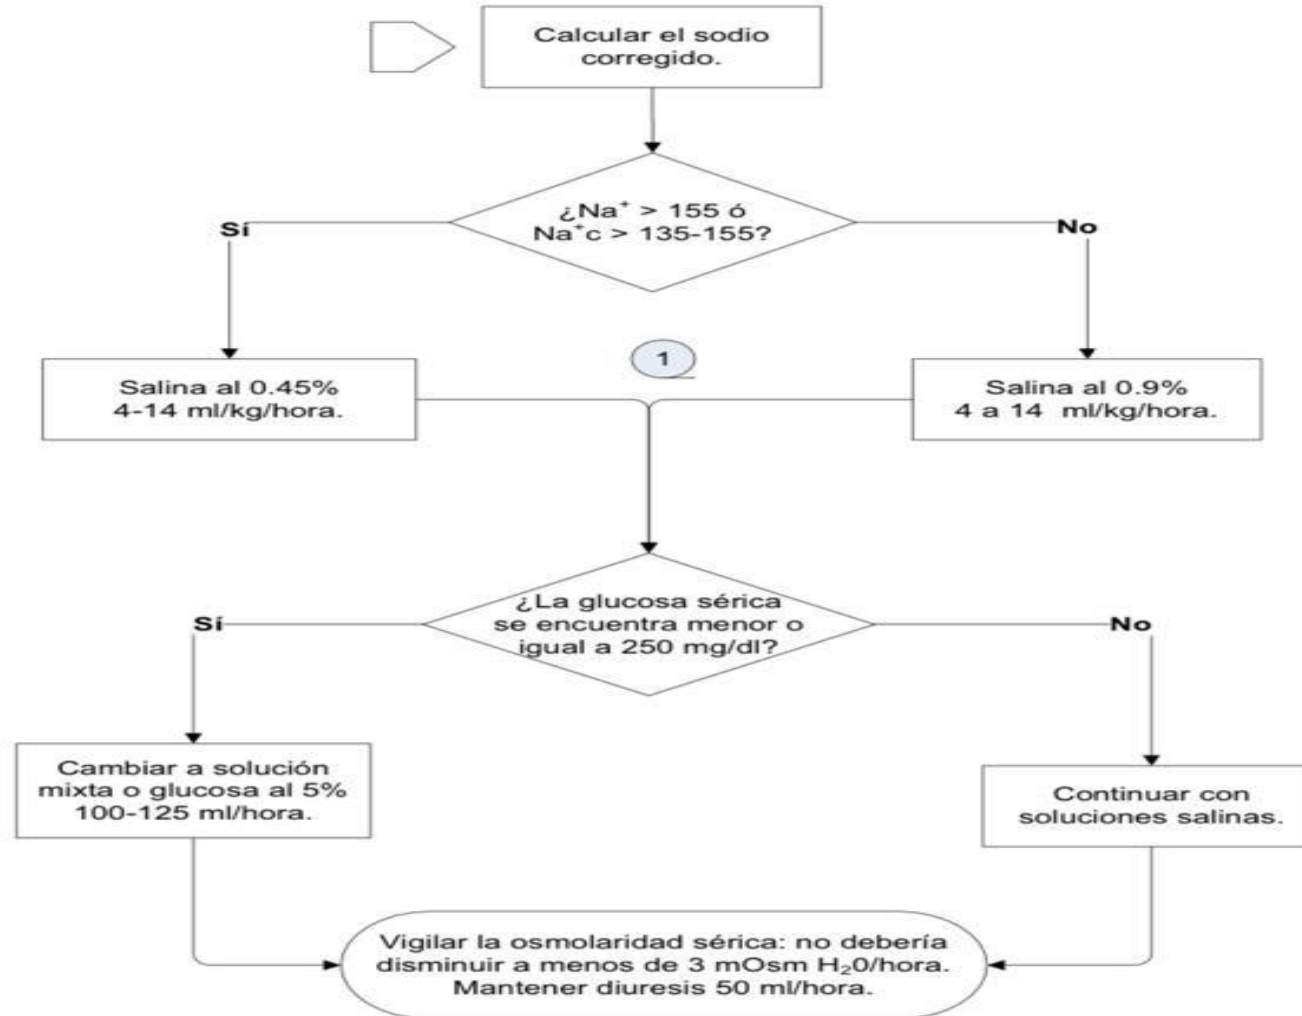 Calcular el sodio
corregido.
¿Na⁺ > 155 ó
Na⁺c > 135-155?
Sí
No
1
Salina al 0.45%
4-14 ml/kg/hora.
Salina al 0.9%
4 a 14 ml/kg/hora.
¿La glucosa sérica
se encuentra menor o
igual a 250 mg/dl?
Sí
No
Cambiar a solución
mixta o glucosa al 5%
100-125 ml/hora.
Continuar con
soluciones salinas.
Vigilar la osmolaridad sérica: no debería
disminuir a menos de 3 mOsm H₂0/hora.
Mantener diuresis 50 ml/hora.